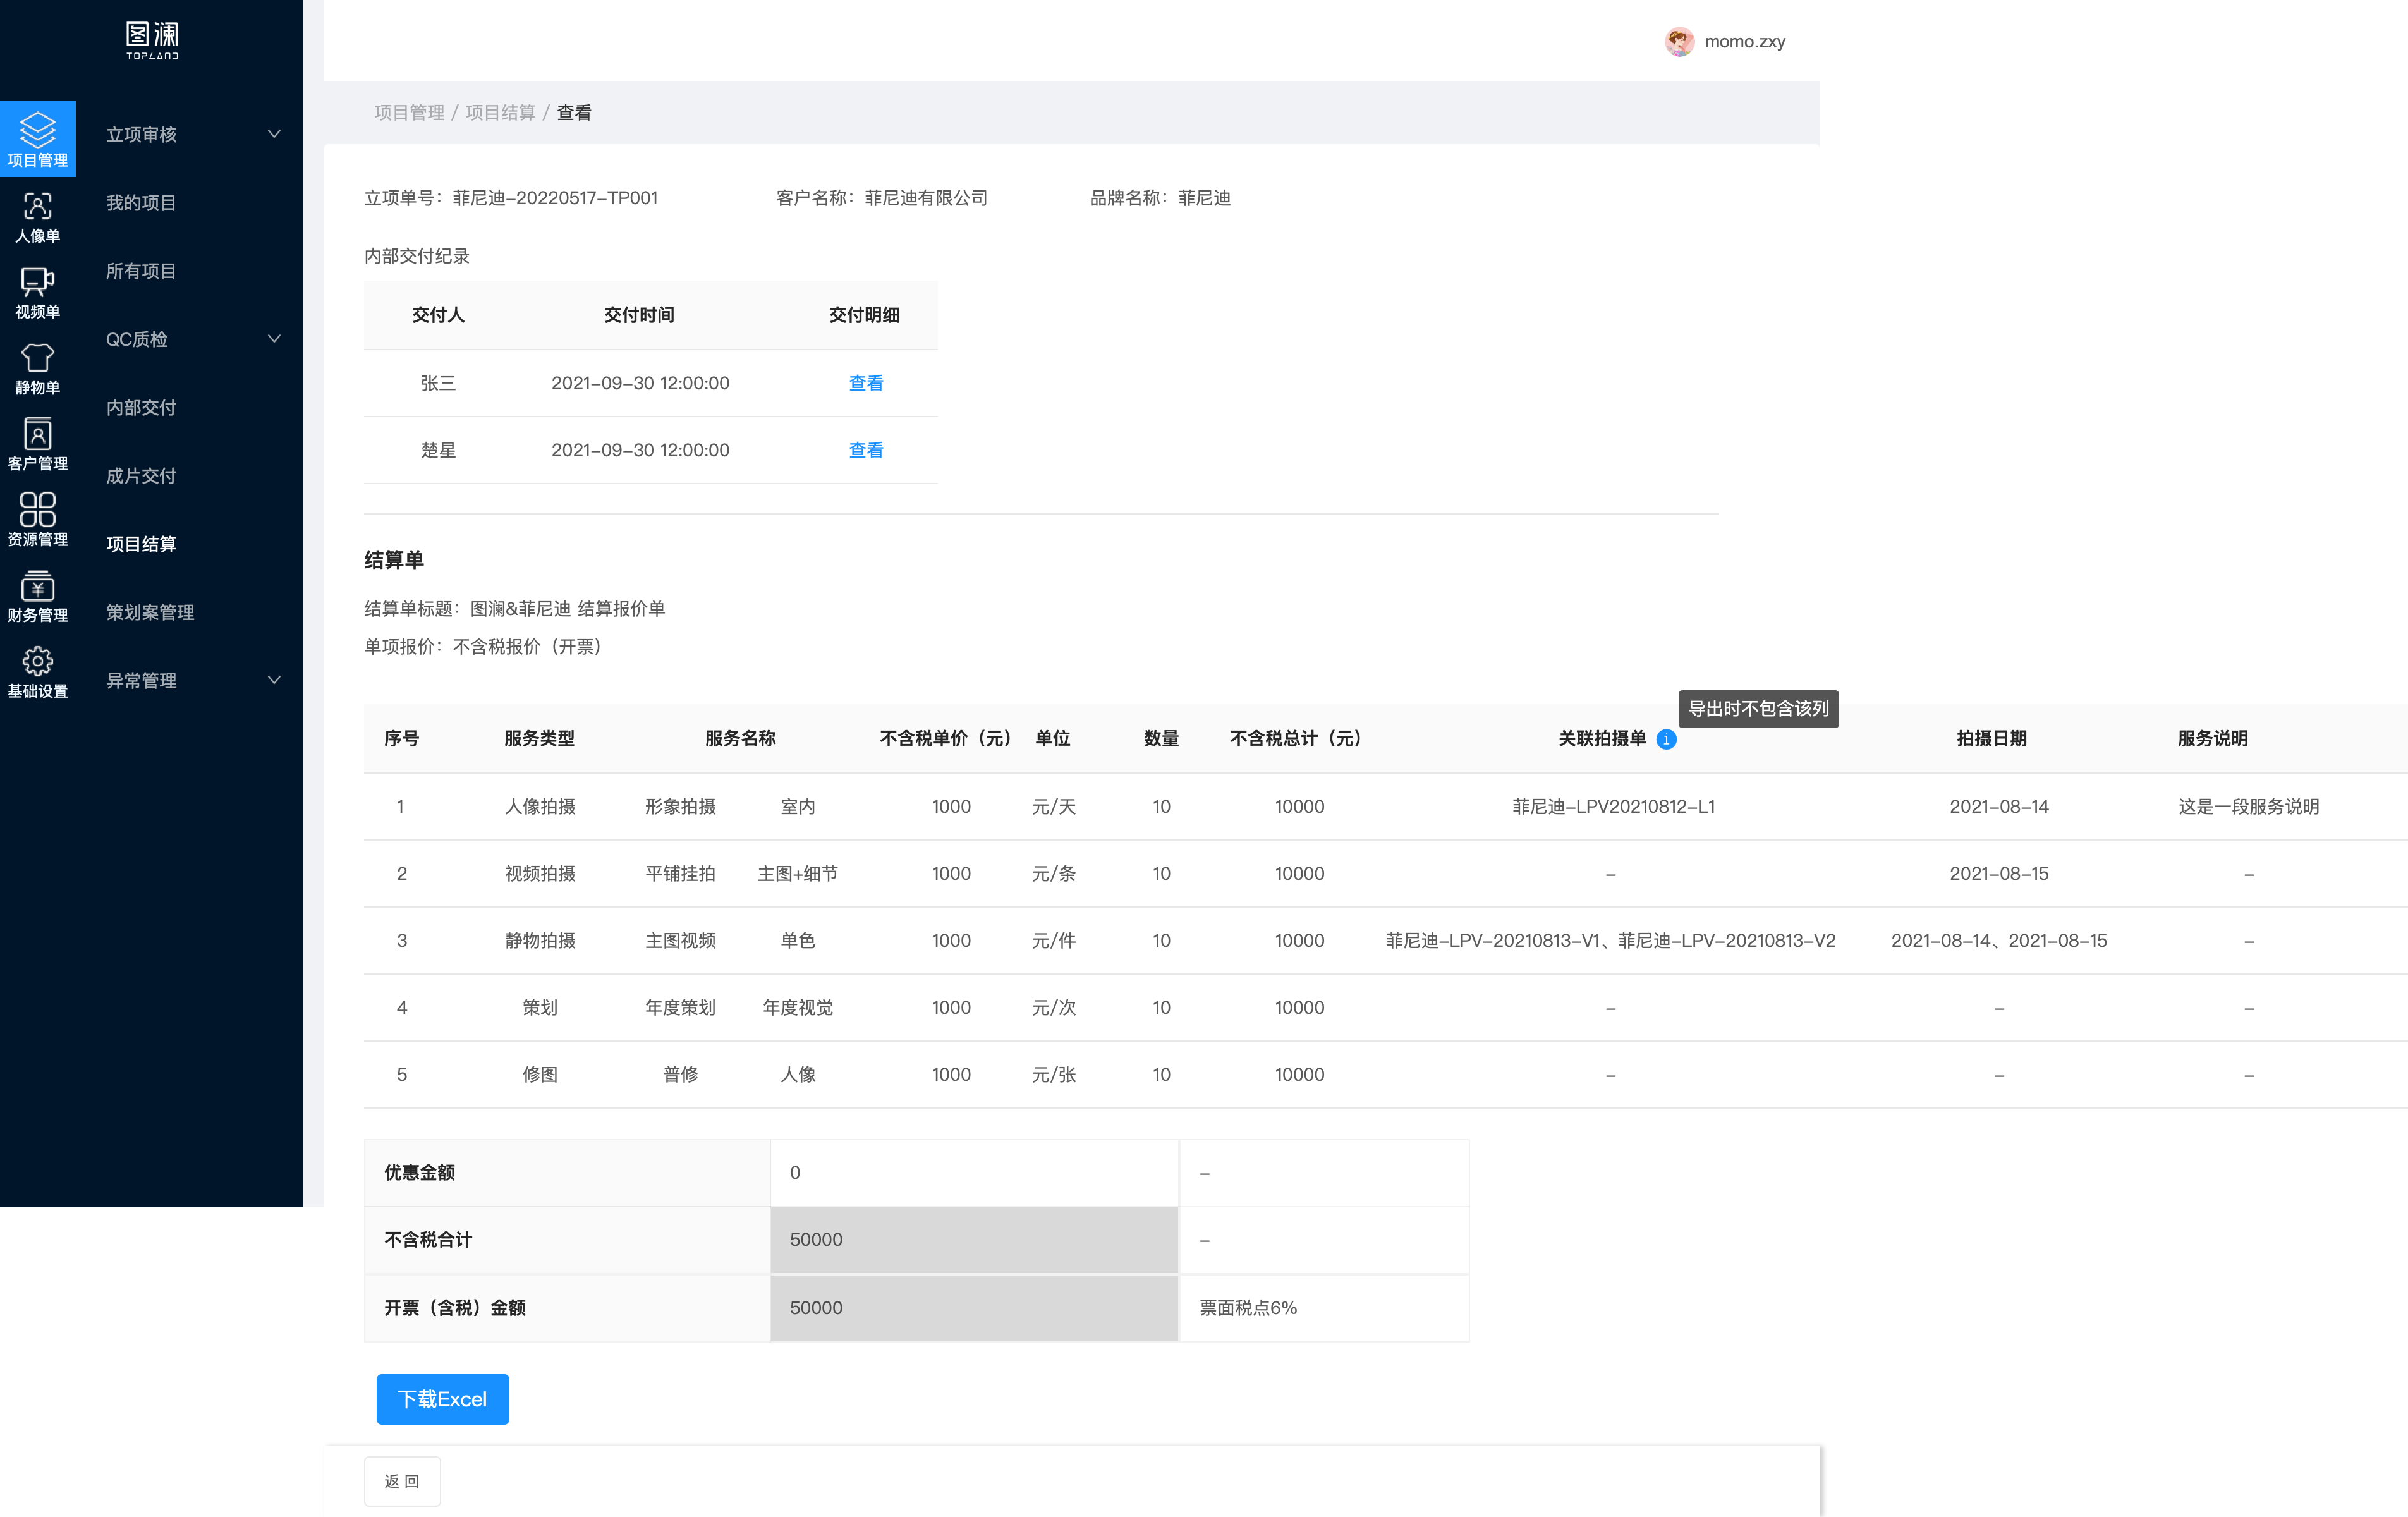 图澜
TOPLAND
momo.zxy
项目管理 / 项目结算 / 查看
项目管理
人像单
视频单
静物单
客户管理
资源管理
财务管理
基础设置
立项审核
我的项目
所有项目
QC质检
内部交付
成片交付
项目结算
策划案管理
异常管理
立项单号：菲尼迪-20220517-TP001 客户名称：菲尼迪有限公司 品牌名称：菲尼迪
内部交付纪录
交付人 交付时间 交付明细
张三 2021-09-30 12:00:00 查看
楚星 2021-09-30 12:00:00 查看
结算单
结算单标题：图澜&菲尼迪 结算报价单
单项报价：不含税报价（开票）
导出时不包含该列
序号 服务类型 服务名称 不含税单价（元） 单位 数量 不含税总计（元） 关联拍摄单 1 拍摄日期 服务说明
1 人像拍摄 形象拍摄 室内 1000 元/天 10 10000 菲尼迪-LPV20210812-L1 2021-08-14 这是一段服务说明
2 视频拍摄 平铺挂拍 主图+细节 1000 元/条 10 10000 - 2021-08-15 -
3 静物拍摄 主图视频 单色 1000 元/件 10 10000 菲尼迪-LPV-20210813-V1、菲尼迪-LPV-20210813-V2 2021-08-14、2021-08-15 -
4 策划 年度策划 年度视觉 1000 元/次 10 10000 - - -
5 修图 普修 人像 1000 元/张 10 10000 - - -
优惠金额 0 -
不含税合计 50000 -
开票（含税）金额 50000 票面税点6%
下载Excel
返 回